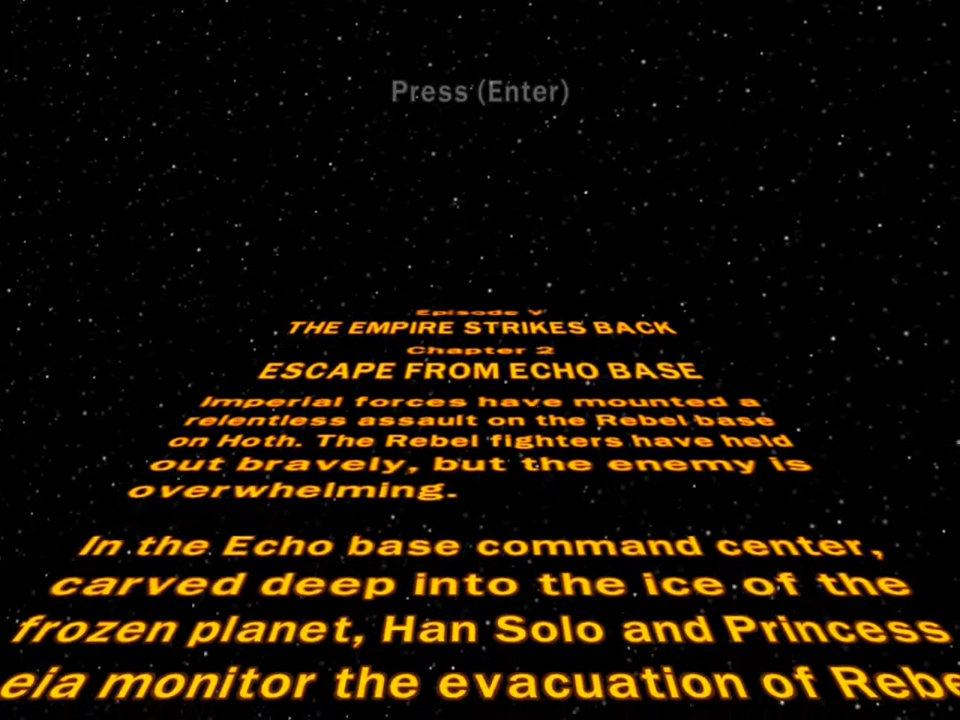 Press (Enter)
Episode V
THE EMPIRE STRIKES BACK
Chapter 2
ESCAPE FROM ECHO BASE
Imperial forces have mounted a
relentless assault on the Rebel base
on Hoth. The Rebel fighters have held
out bravely, but the enemy is
overwhelming.
In the Echo base command center,
carved deep into the ice of the
frozen planet, Han Solo and Princess
eia monitor the evacuation of Rebe